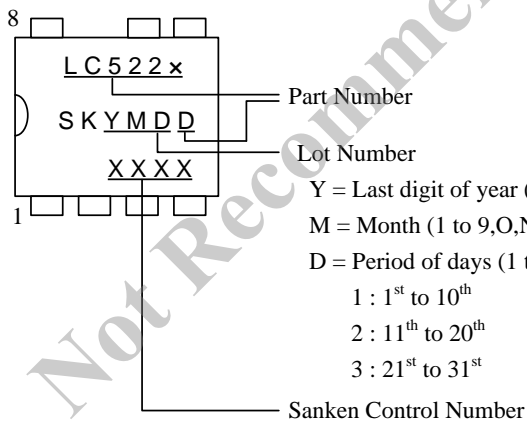 8
LC522×
Part Number
SKYMDD
Lot Number
XXXX
Y = Last digit of year (
1
M = Month (1 to 9,O,N
D = Period of days (1 t
1 : 1st to 10th
2 : 11th to 20th
3 : 21st to 31st
Sanken Control Number
Not Recomm